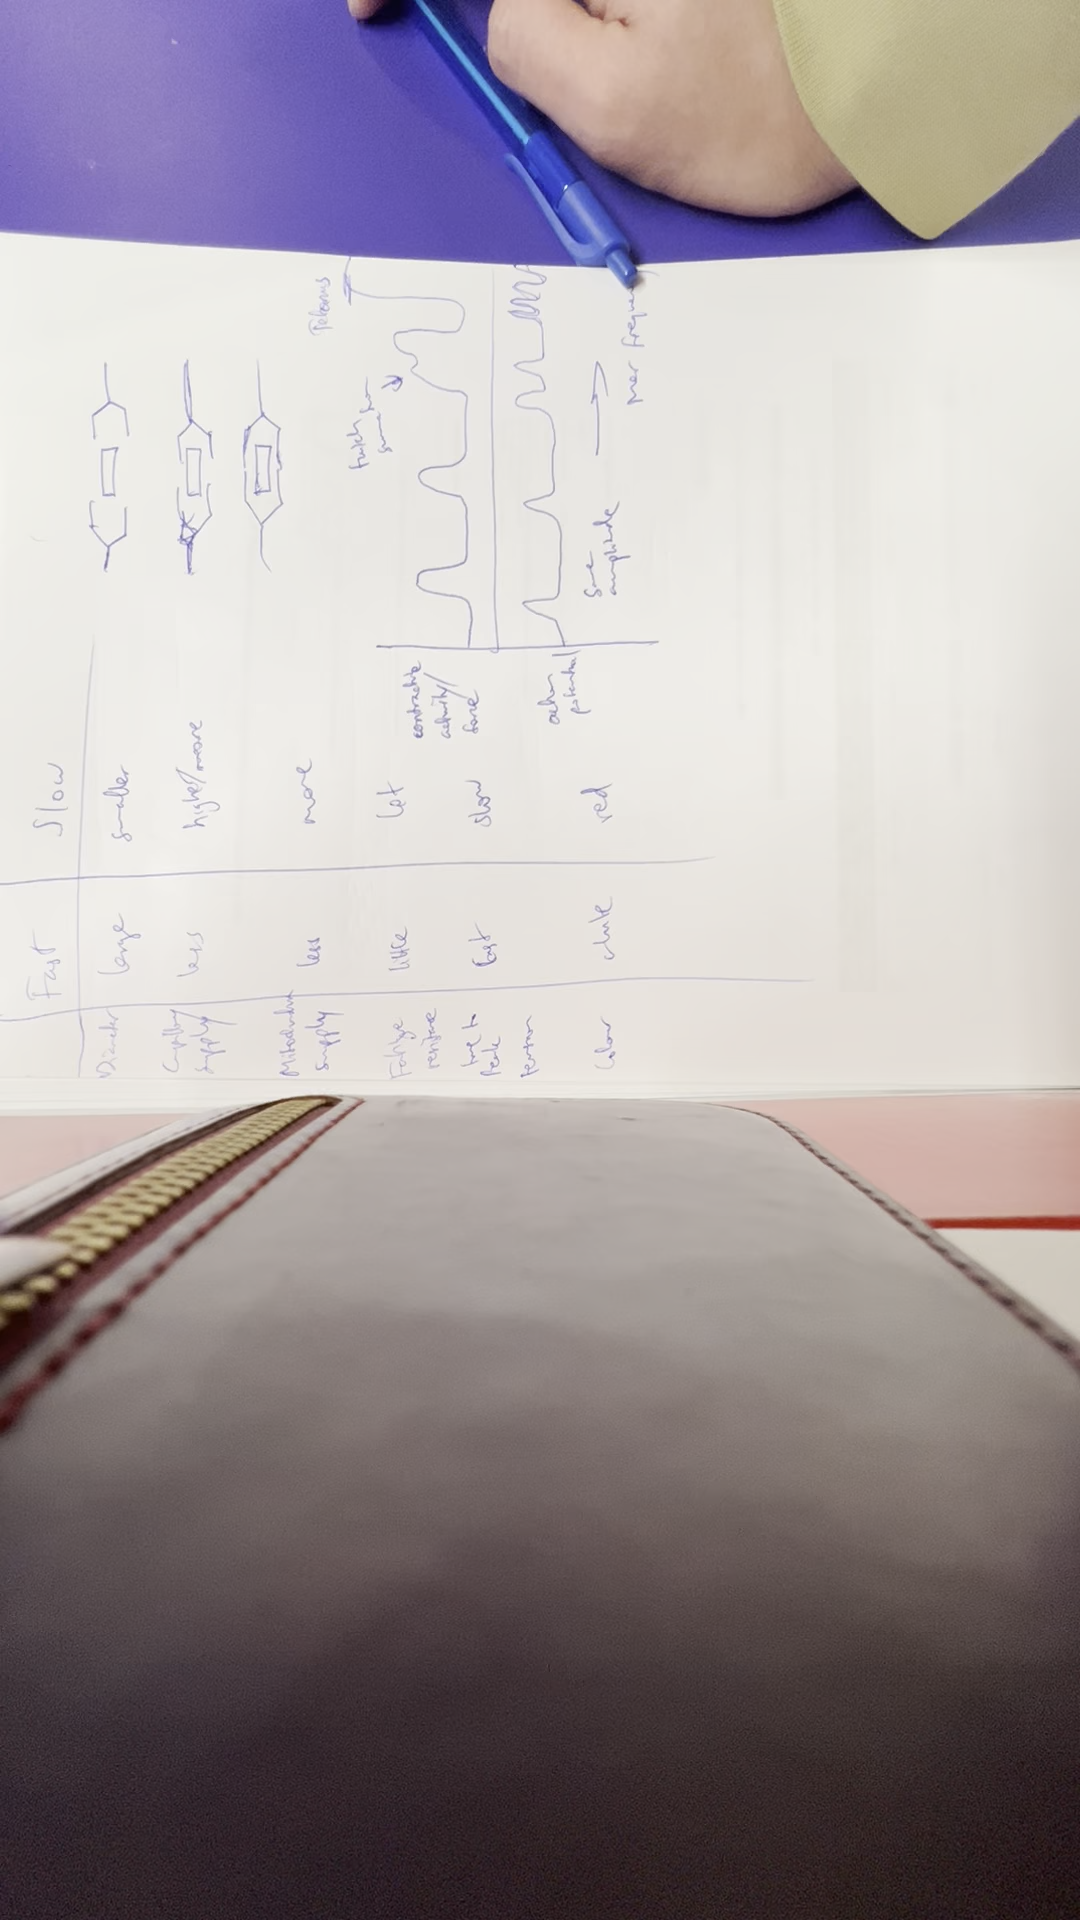 Fast Slow
Diameter large smaller
Capillary supply less higher/more
Mitochondria supply less more
Fatigue resistance little lot
time to peak tension fast slow
Colour white red
Tetanus
twitch
contractile
activity/
force
action
potential
Same
amplitude